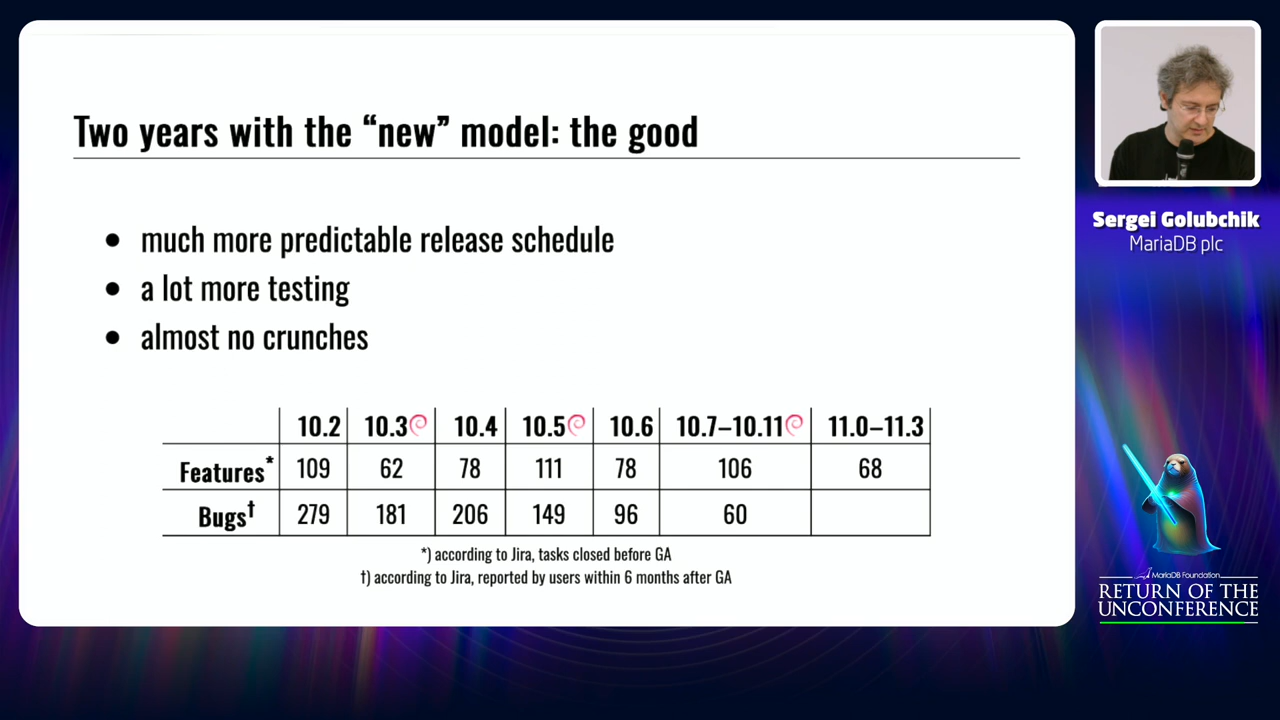 Two years with the “new” model: the good
• much more predictable release schedule
• a lot more testing
• almost no crunches
10.2 10.3 10.4 10.5 10.6 10.7–10.11 11.0–11.3
Features* 109 62 78 111 78 106 68
Bugs† 279 181 206 149 96 60
*) according to Jira, tasks closed before GA
†) according to Jira, reported by users within 6 months after GA
Sergei Golubchik
MariaDB plc
MariaDB Foundation
RETURN OF THE
UNCONFERENCE